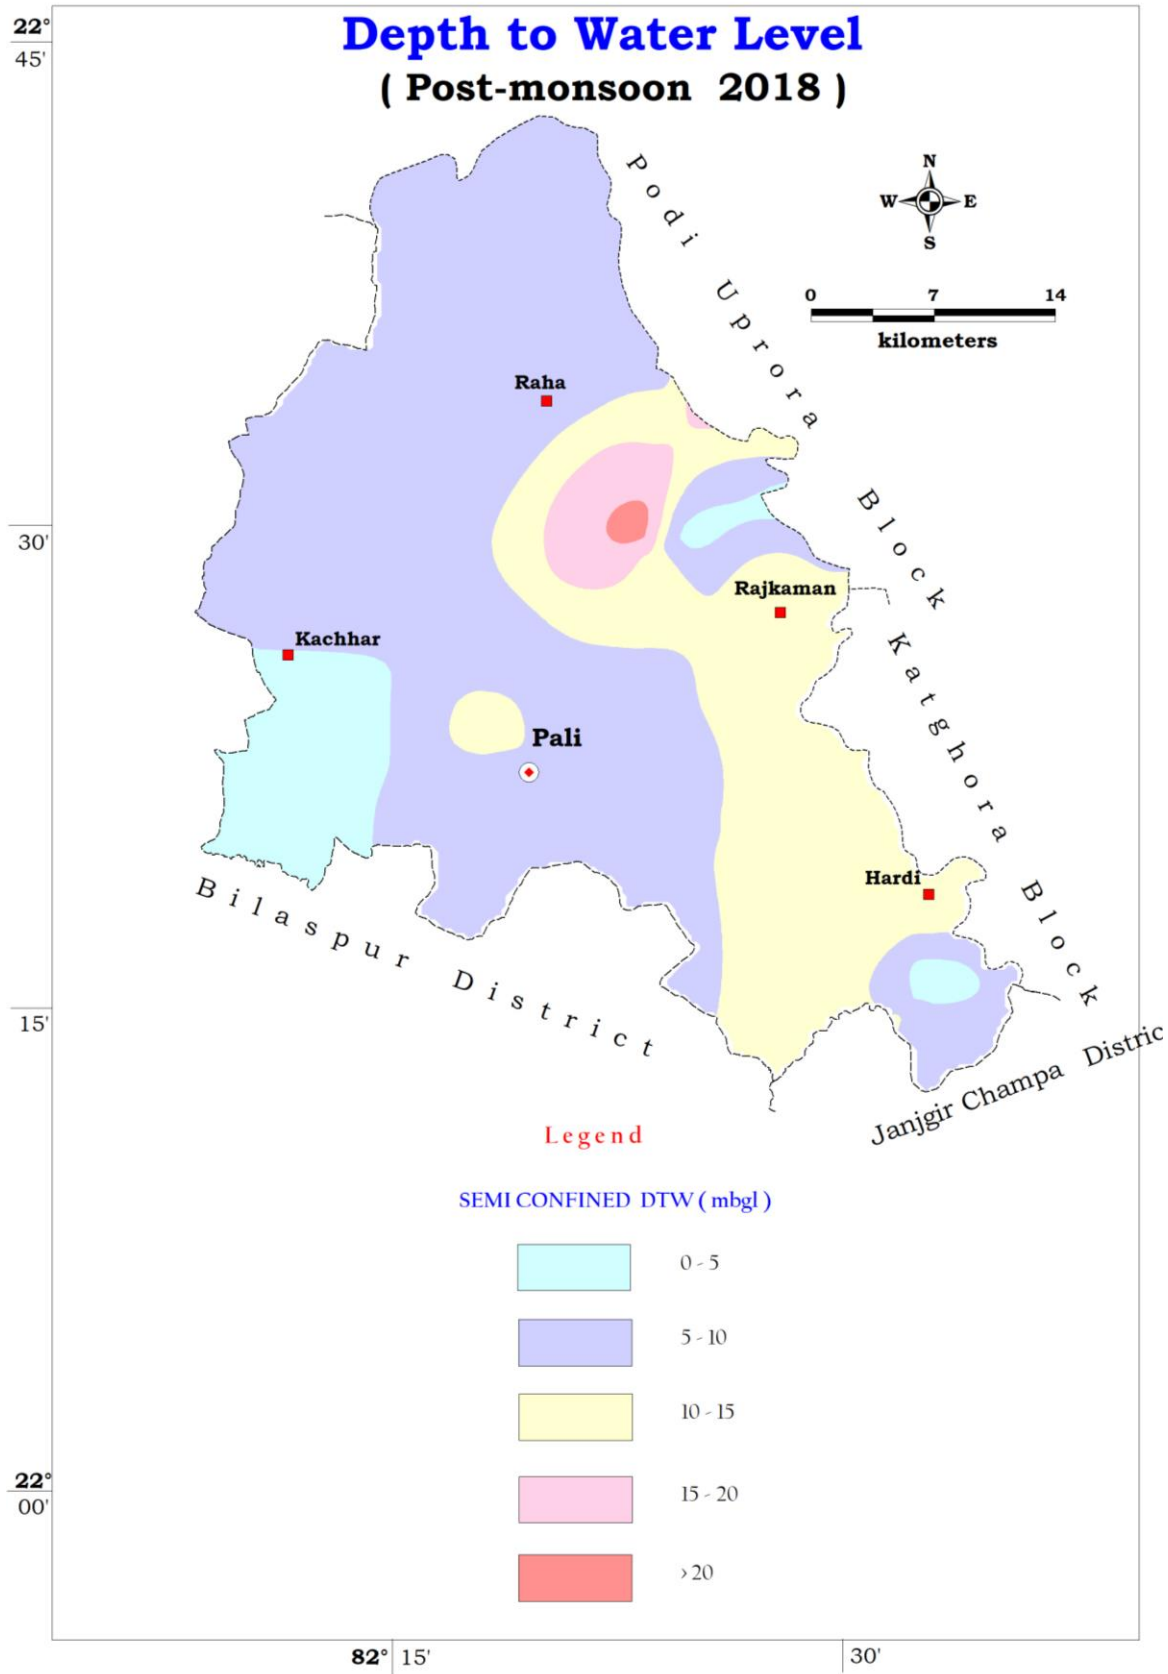 Depth to Water Level
( Post-monsoon 2018 )
22°
45'
N
W E
S
0 7 14
kilometers
Podi Uprora Block
Raha
30'
Rajkaman
Kachhar
Katghora Block
Pali
Hardi
Bilaspur District
15'
Janjgir Champa Distric
Legend
SEMI CONFINED DTW ( mbgl )
0 - 5
5 - 10
10 - 15
15 - 20
> 20
22°
00'
82° 15'
30'